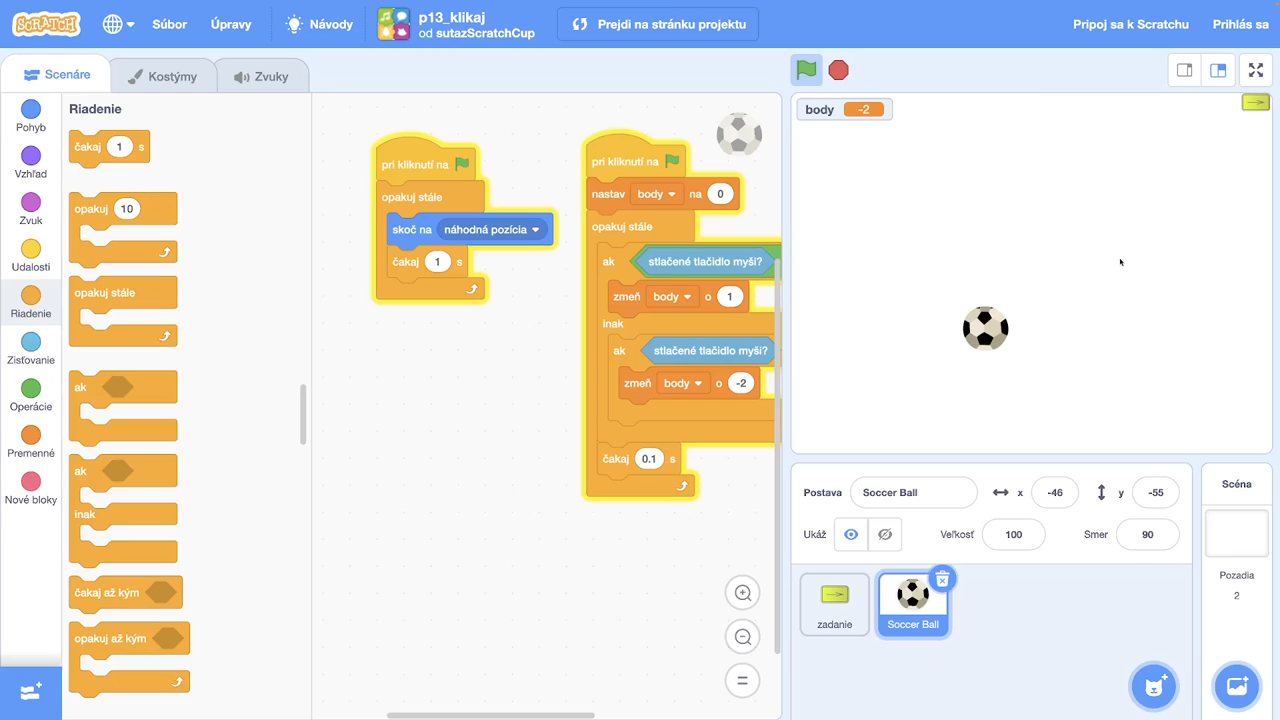 SCRATCH
Súbor
Úpravy
Návody
p13_klikaj
od sutazScratchCup
Prejdi na stránku projektu
Pripoj sa k Scratchu
Prihlás sa
Scenáre
Kostýmy
Zvuky
Pohyb
Vzhľad
Zvuk
Udalosti
Riadenie
Zisťovanie
Operácie
Premenné
Nové bloky
Riadenie
čakaj 1 s
opakuj 10
opakuj stále
ak
ak
inak
čakaj až kým
opakuj až kým
pri kliknutí na
opakuj stále
skoč na náhodná pozícia
čakaj 1 s
pri kliknutí na
nastav body na 0
opakuj stále
ak stlačené tlačidlo myši?
zmeň body o 1
inak
ak stlačené tlačidlo myši?
zmeň body o -2
čakaj 0.1 s
body -2
Postava Soccer Ball x -46 y -55
Ukáž Veľkosť 100 Smer 90
zadanie
Soccer Ball
Scéna
Pozadia
2